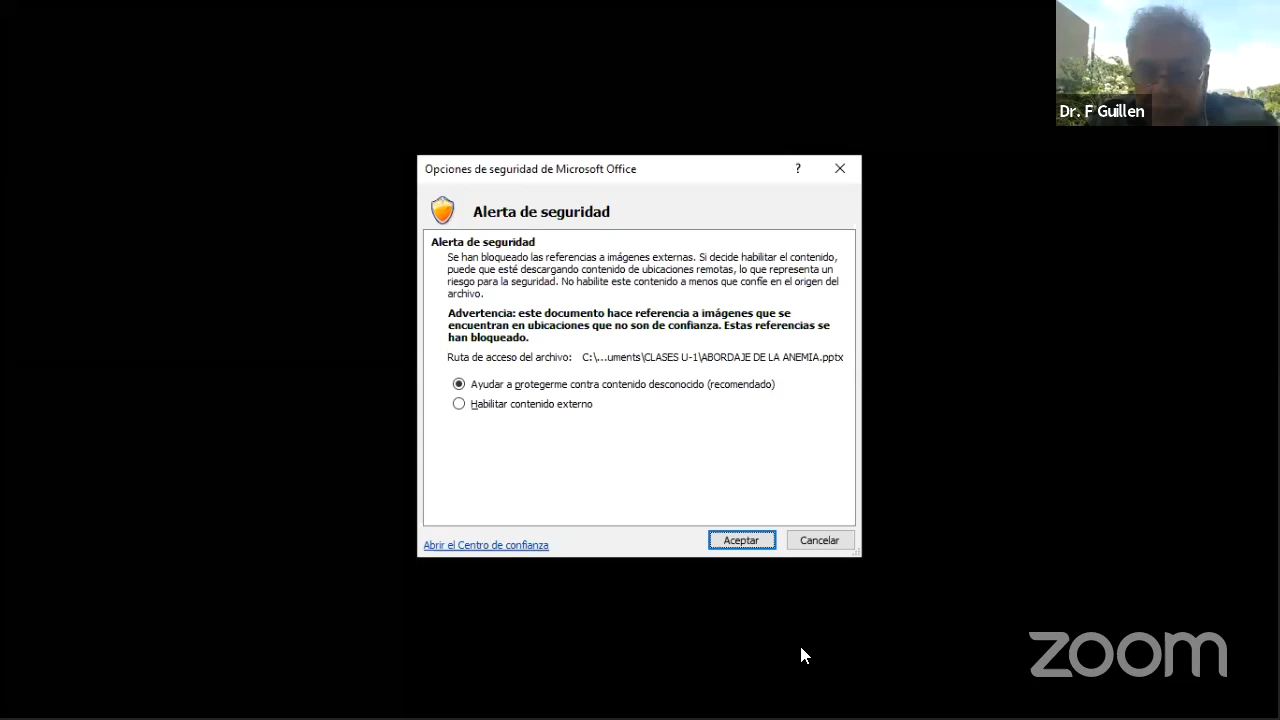 Dr. F Guillen
Opciones de seguridad de Microsoft Office
?
Alerta de seguridad
Alerta de seguridad
Se han bloqueado las referencias a imágenes externas. Si decide habilitar el contenido,
puede que esté descargando contenido de ubicaciones remotas, lo que representa un
riesgo para la seguridad. No habilite este contenido a menos que confíe en el origen del
archivo.
Advertencia: este documento hace referencia a imágenes que se
encuentran en ubicaciones que no son de confianza. Estas referencias se
han bloqueado.
Ruta de acceso del archivo: C:\...uments\CLASES U-1\ABORDAJE DE LA ANEMIA.pptx
Ayudar a protegerme contra contenido desconocido (recomendado)
Habilitar contenido externo
Abrir el Centro de confianza
Aceptar
Cancelar
zoom